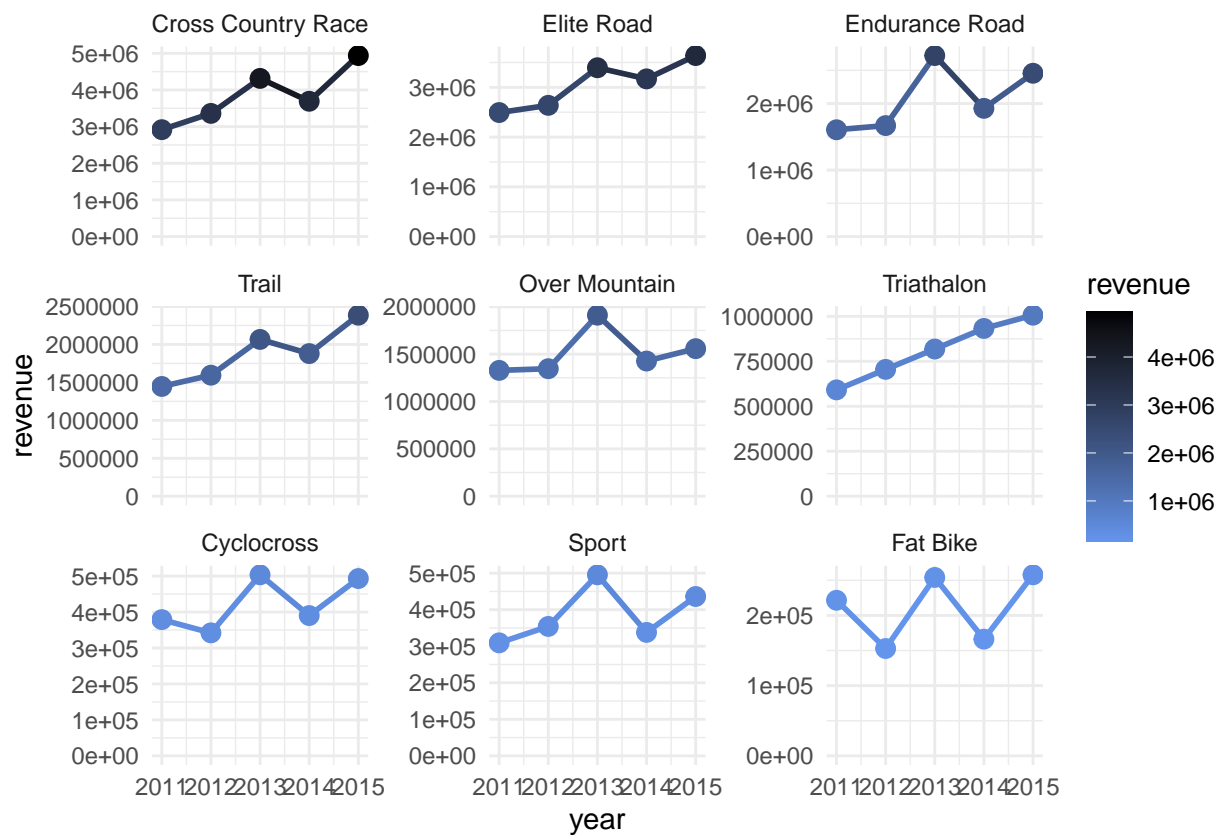 Cross Country Race
Elite Road
Endurance Road
5e+06
4e+06
3e+06
2e+06
1e+06
0e+00
3e+06
2e+06
1e+06
0e+00
2e+06
1e+06
0e+00
Trail
Over Mountain
Triathalon
2500000
2000000
1500000
1000000
500000
0
2000000
1500000
1000000
500000
0
1000000
750000
500000
250000
0
Cyclocross
Sport
Fat Bike
5e+05
4e+05
3e+05
2e+05
1e+05
0e+00
5e+05
4e+05
3e+05
2e+05
1e+05
0e+00
2e+05
1e+05
0e+00
2011 2012 2013 2014 2015
2011 2012 2013 2014 2015
2011 2012 2013 2014 2015
year
revenue
revenue
4e+06
3e+06
2e+06
1e+06